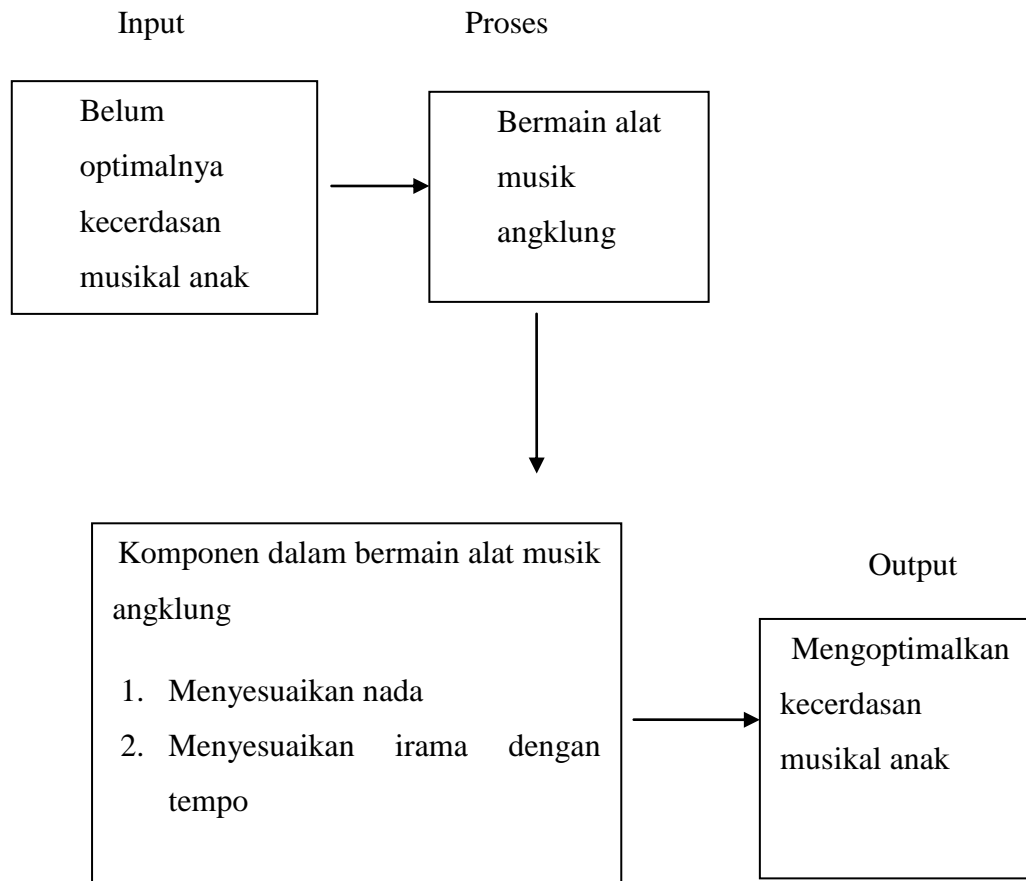 Input
Proses
Belum
optimalnya
kecerdasan
musikal anak
Bermain alat
musik
angklung
Komponen dalam bermain alat musik
angklung
1. Menyesuaikan nada
2. Menyesuaikan irama dengan
tempo
Output
Mengoptimalkan
kecerdasan
musikal anak